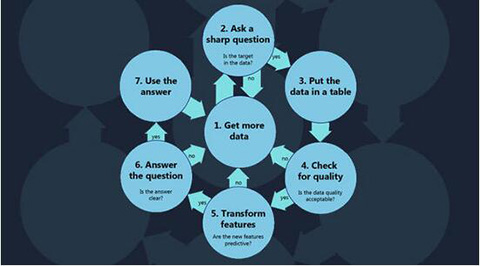 2. Ask a
sharp question
Is the target
in the data?
yes
no
7. Use the
answer
3. Put the
data in a table
1. Get more
data
yes
no
no
6. Answer
the question
Is the answer
clear?
4. Check
for quality
Is the data quality
acceptable?
no
yes
yes
5. Transform
features
Are the new features
predictive?